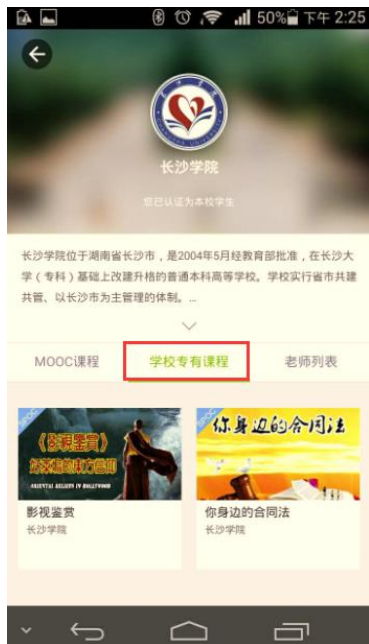 50% 下午 2:25
长沙学院
您已认证为本校学生
长沙学院位于湖南省长沙市，是2004年5月经教育部批准，在长沙大
学（专科）基础上改建升格的普通本科高等学校。学校实行省市共建
共管、以长沙市为主管理的体制。...
MOOC课程 学校专有课程 老师列表
SPOC
《影視鑒赏》
ORIENTAL BELIEFS IN HOLLYWOOD
影视鉴赏
长沙学院
SPOC
你身边的合同法
你身边的合同法
长沙学院